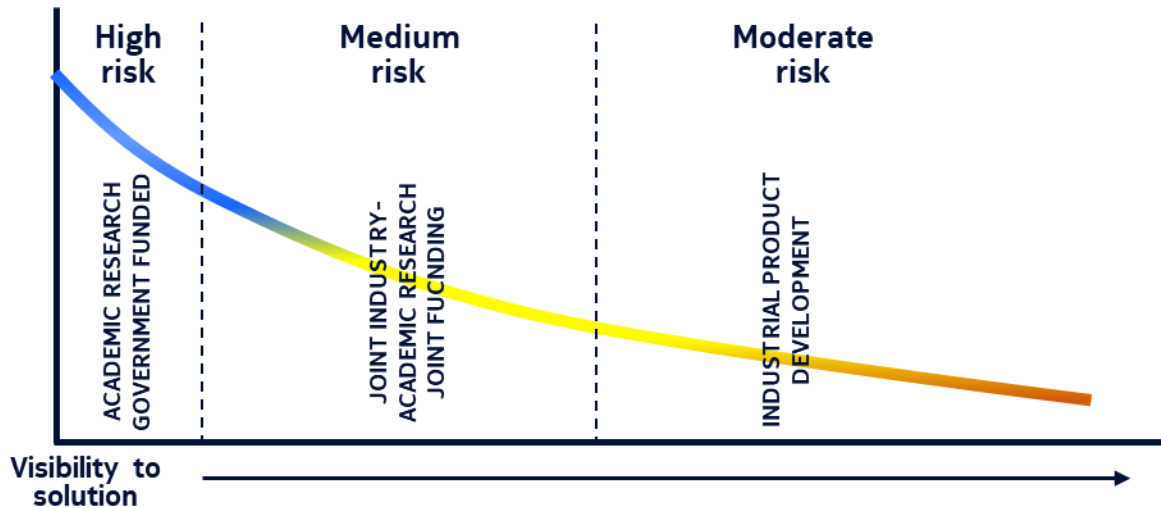 High
risk
Medium
risk
Moderate
risk
ACADEMIC RESEARCH
GOVERNMENT FUNDED
JOINT INDUSTRY-
ACADEMIC RESEARCH
JOINT FUCNDING
INDUSTRIAL PRODUCT
DEVELOPMENT
Visibility to
solution